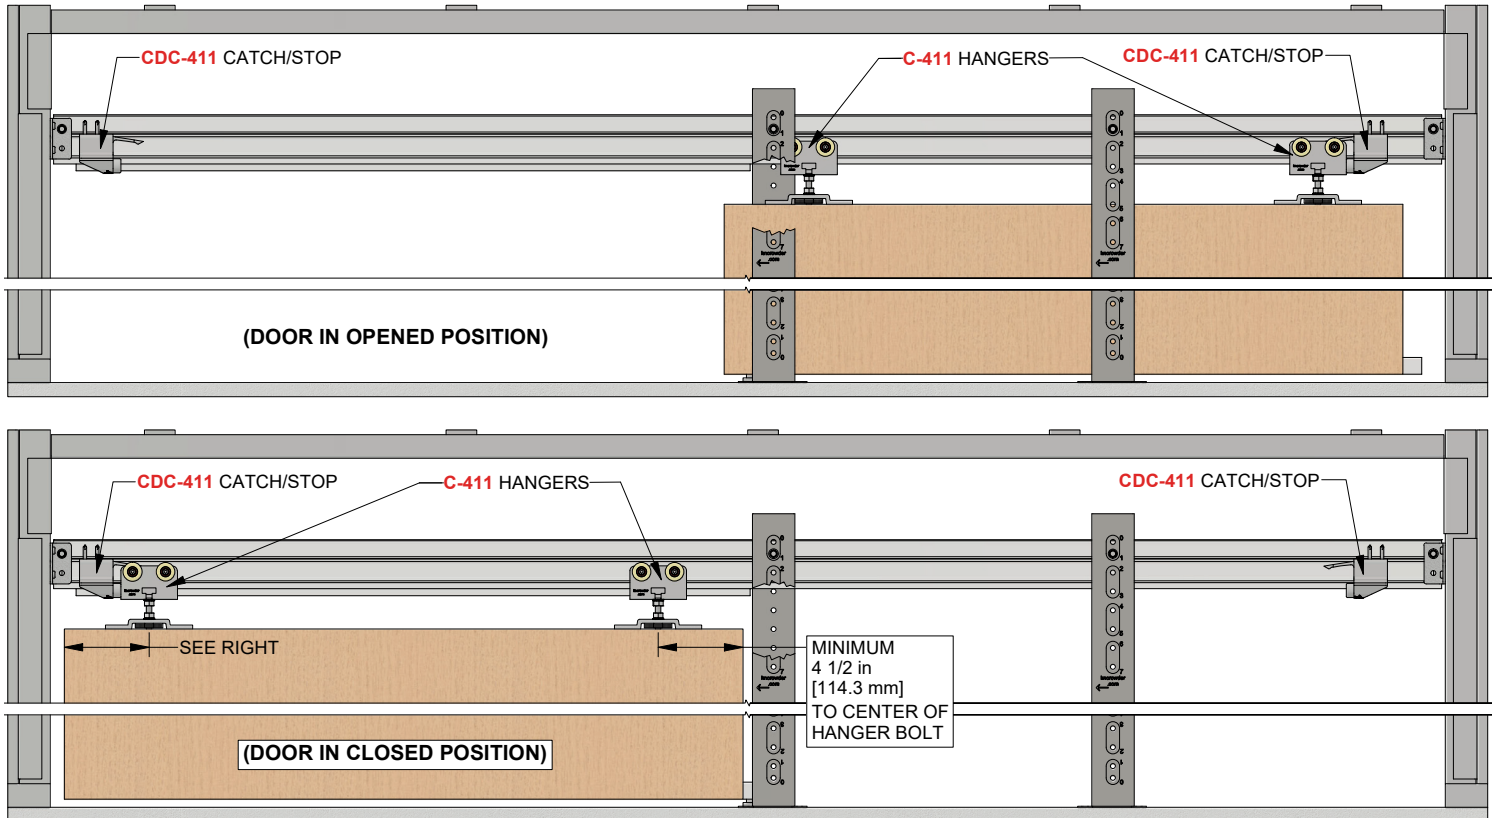 CDC-411 CATCH/STOP
C-411 HANGERS
CDC-411 CATCH/STOP
(DOOR IN OPENED POSITION)
CDC-411 CATCH/STOP
C-411 HANGERS
CDC-411 CATCH/STOP
SEE RIGHT
MINIMUM
4 1/2 in
[114.3 mm]
TO CENTER OF
HANGER BOLT
(DOOR IN CLOSED POSITION)